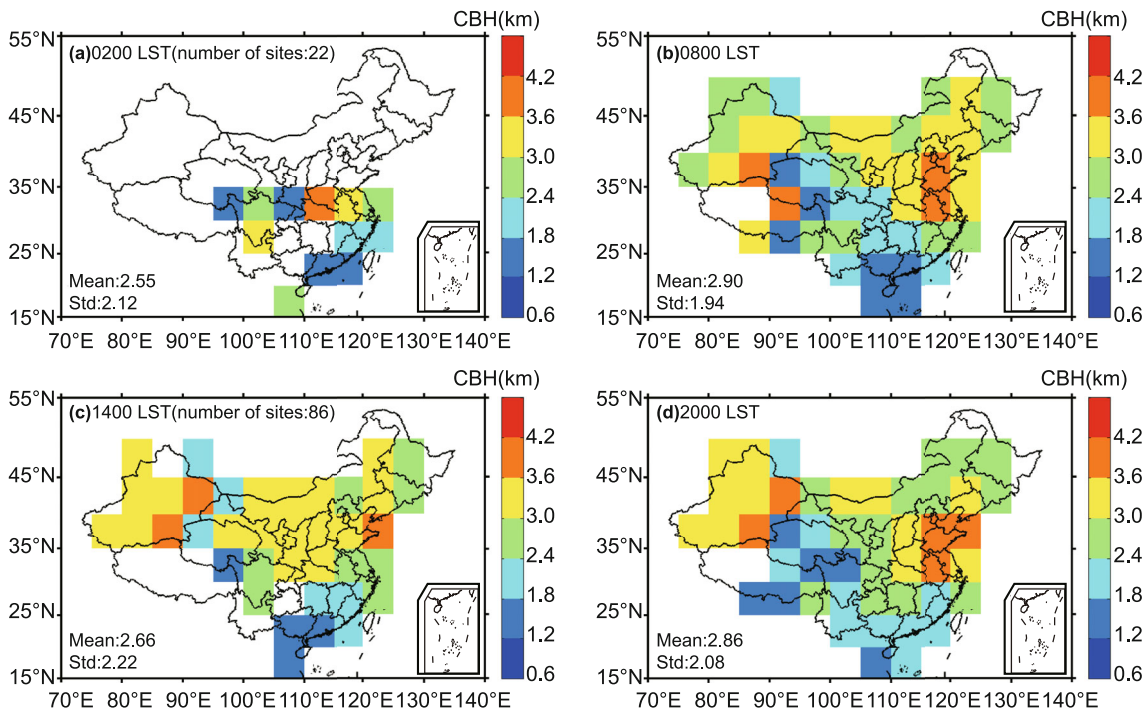 CBH(km)
CBH(km)
55°N
(a)0200 LST(number of sites:22)
4.2
45°N
3.6
3.0
35°N
2.4
25°N
1.8
Mean:2.55
1.2
Std:2.12
15°N
0.6
70°E 80°E 90°E 100°E 110°E 120°E 130°E 140°E
55°N
(b)0800 LST
4.2
45°N
3.6
3.0
35°N
2.4
25°N
1.8
Mean:2.90
1.2
Std:1.94
15°N
0.6
70°E 80°E 90°E 100°E 110°E 120°E 130°E 140°E
CBH(km)
CBH(km)
55°N
(c)1400 LST(number of sites:86)
4.2
45°N
3.6
3.0
35°N
2.4
25°N
1.8
Mean:2.66
1.2
Std:2.22
15°N
0.6
70°E 80°E 90°E 100°E 110°E 120°E 130°E 140°E
55°N
(d)2000 LST
4.2
45°N
3.6
3.0
35°N
2.4
25°N
1.8
Mean:2.86
1.2
Std:2.08
15°N
0.6
70°E 80°E 90°E 100°E 110°E 120°E 130°E 140°E